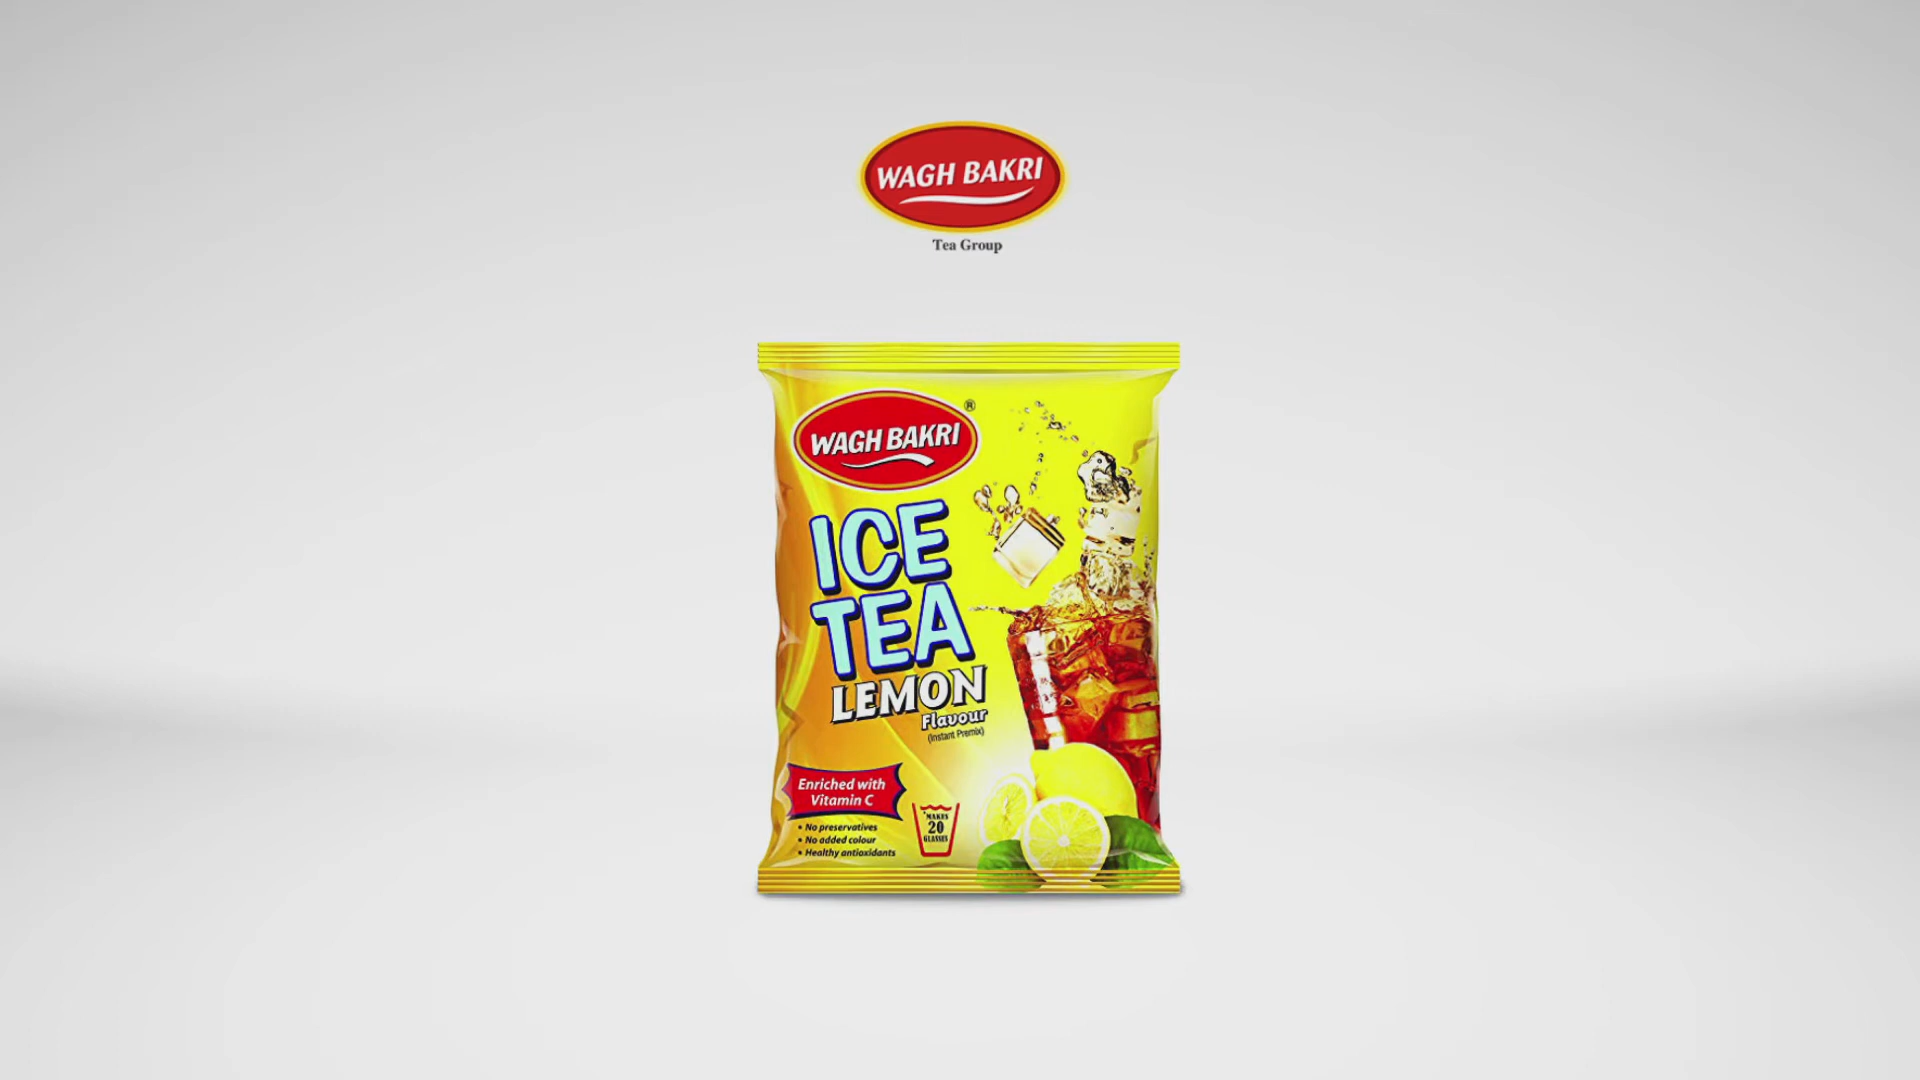 WAGH BAKRI
Tea Group
WAGH BAKRI
®
ICE
TEA
LEMON
Flavour
(Instant Premix)
Enriched with
Vitamin C
• No preservatives
• No added colour
• Healthy antioxidants
*MAKES
20
GLASSES